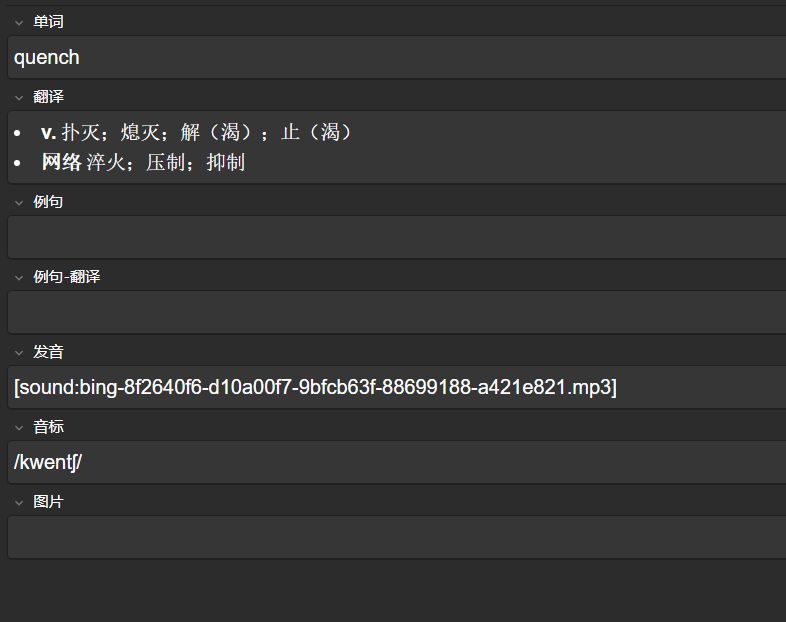 单词
quench
翻译
v. 扑灭；熄灭；解（渴）；止（渴）
网络 淬火；压制；抑制
例句
例句-翻译
发音
[sound:bing-8f2640f6-d10a00f7-9bfcb63f-88699188-a421e821.mp3]
音标
/kwentʃ/
图片